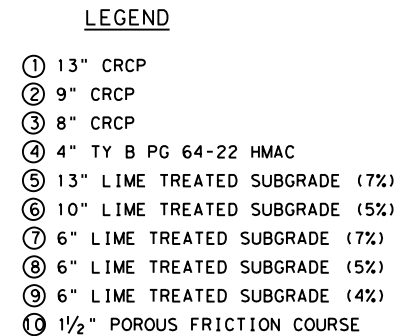 LEGEND
① 13" CRCP
② 9" CRCP
③ 8" CRCP
④ 4" TY B PG 64-22 HMAC
⑤ 13" LIME TREATED SUBGRADE (7%)
⑥ 10" LIME TREATED SUBGRADE (5%)
⑦ 6" LIME TREATED SUBGRADE (7%)
⑧ 6" LIME TREATED SUBGRADE (5%)
⑨ 6" LIME TREATED SUBGRADE (4%)
⑩ 1½" POROUS FRICTION COURSE